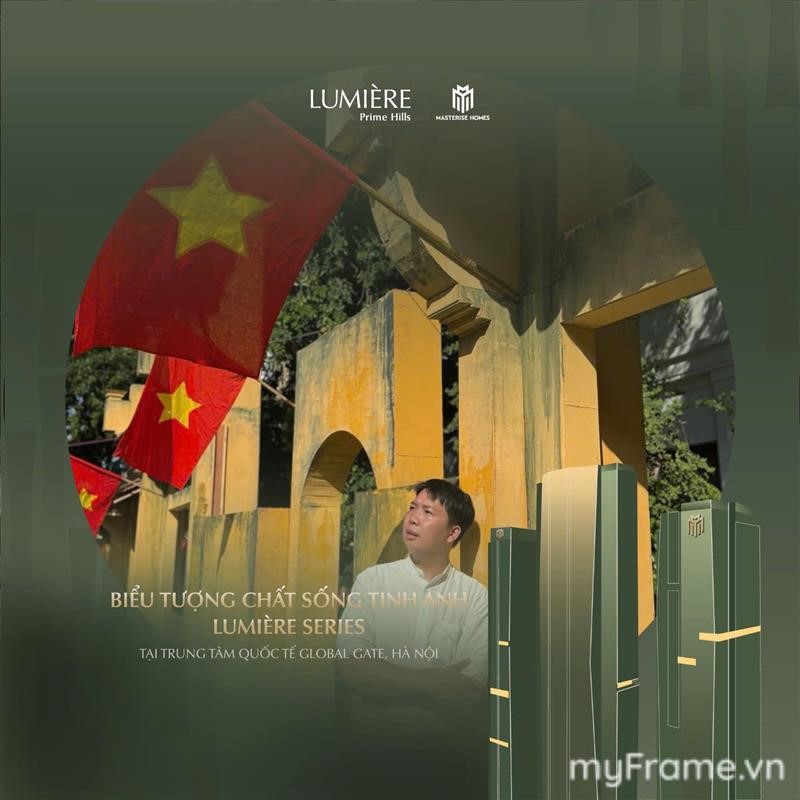 LUMIÈRE
Prime Hills
MASTERISE HOMES
BIỂU TƯỢNG CHẤT SỐNG TINH ANH
LUMIÈRE SERIES
TẠI TRUNG TÂM QUỐC TẾ GLOBAL GATE, HÀ NỘI
myFrame.vn